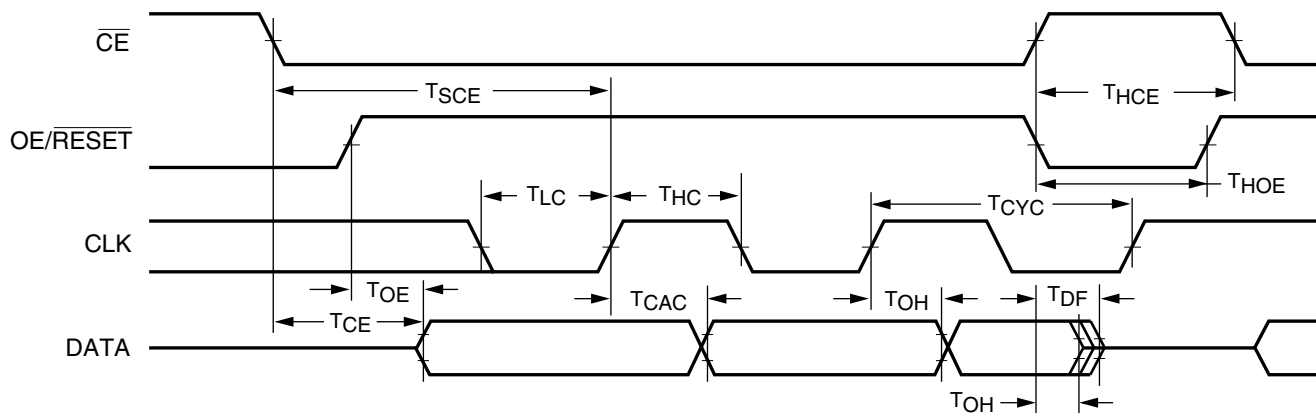 CE
TSCE
THCE
OE/RESET
TLC
THC
TCYC
THOE
CLK
TOE
TCE
TCAC
TOH
TDF
DATA
TOH